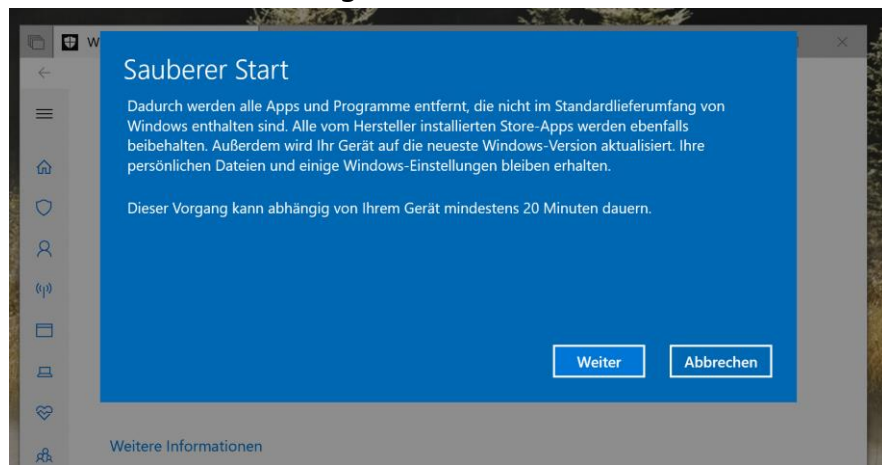 W
Sauberer Start
Dadurch werden alle Apps und Programme entfernt, die nicht im Standardlieferumfang von
Windows enthalten sind. Alle vom Hersteller installierten Store-Apps werden ebenfalls
beibehalten. Außerdem wird Ihr Gerät auf die neueste Windows-Version aktualisiert. Ihre
persönlichen Dateien und einige Windows-Einstellungen bleiben erhalten.
Dieser Vorgang kann abhängig von Ihrem Gerät mindestens 20 Minuten dauern.
Weiter
Abbrechen
Weitere Informationen